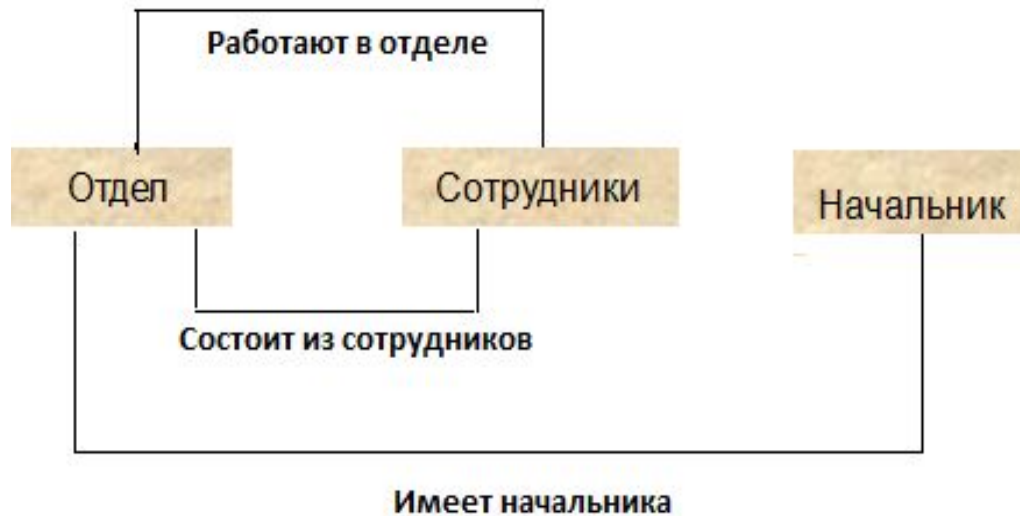 Работают в отделе
Отдел
Сотрудники
Начальник
Состоит из сотрудников
Имеет начальника